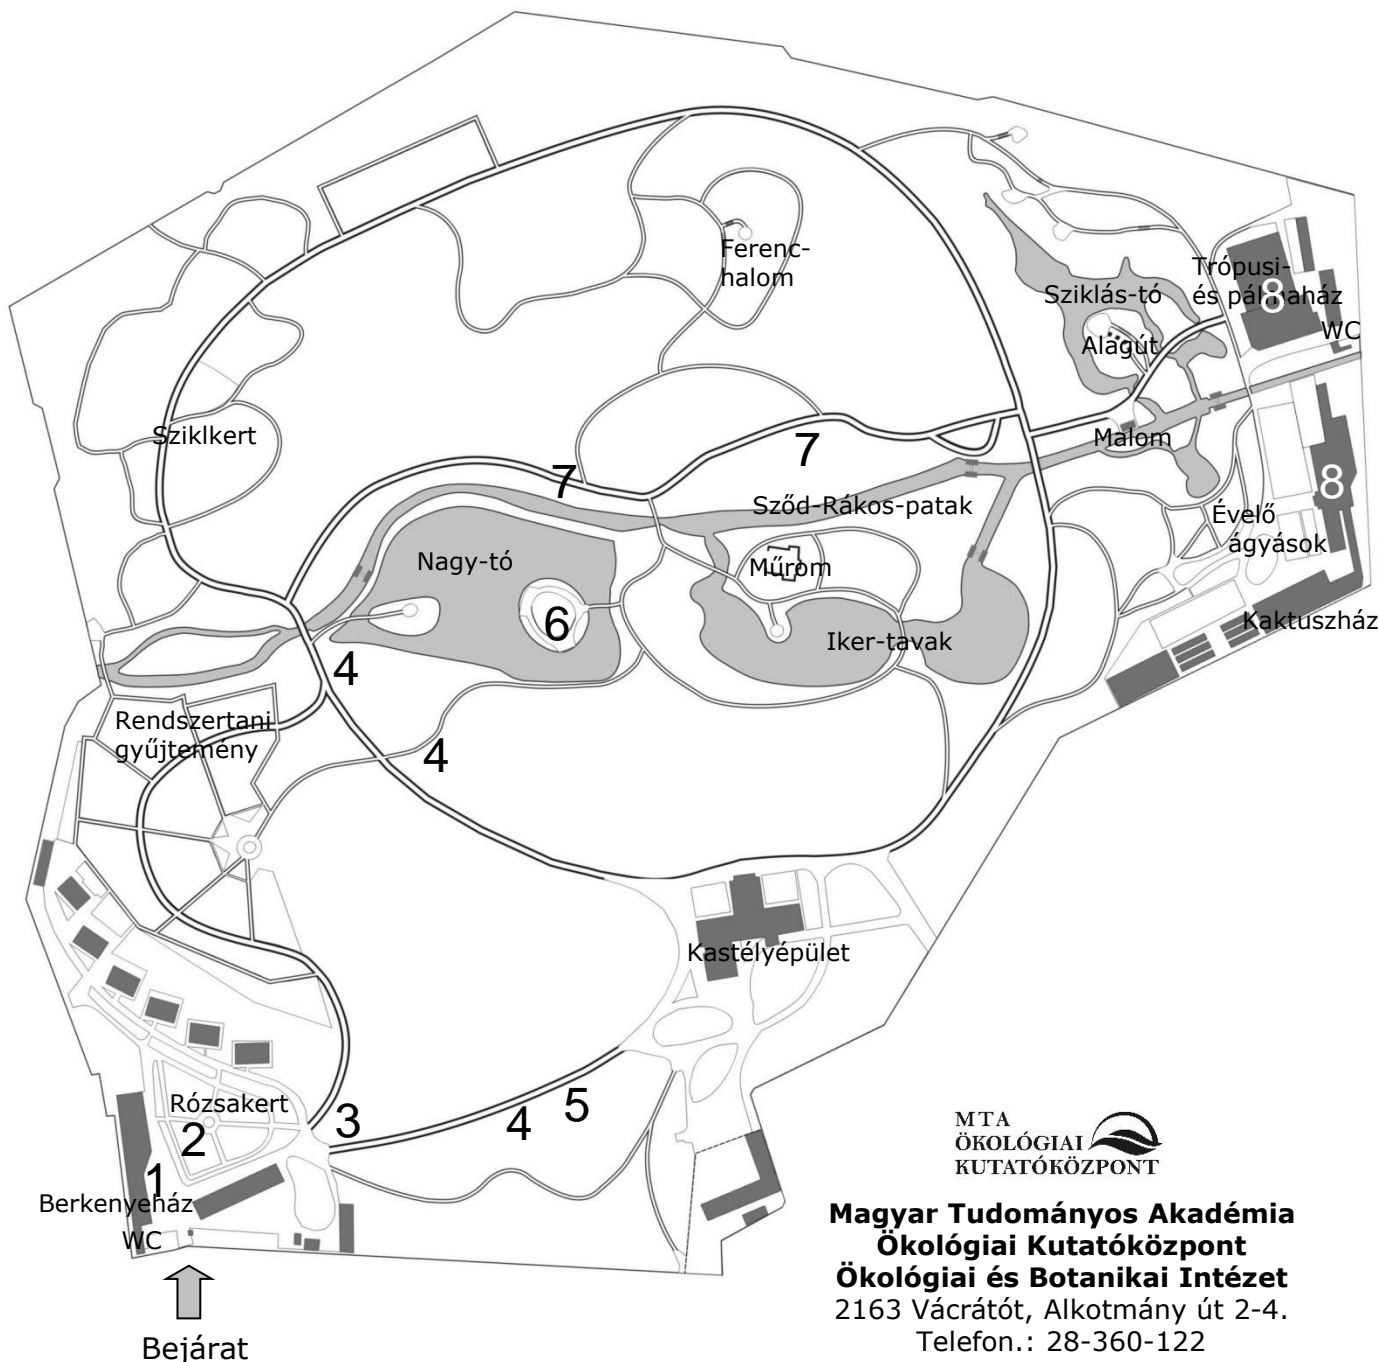 Ferenc-
halom
Trópusi-
és pálmaház
8
Sziklás-tó
WC
Alagút
Sziklkert
Malom
7
7
8
Sződ-Rákos-patak
Évelő
ágyások
Nagy-tó
Műrom
6
Kaktuszház
Iker-tavak
4
Rendszertani
gyűjtemény
4
Kastélyépület
Rózsakert
3
4
5
2
1
Berkenyeház
WC
Bejárat
MTA
ÖKOLÓGIAI
KUTATÓKÖZPONT
Magyar Tudományos Akadémia
Ökológiai Kutatóközpont
Ökológiai és Botanikai Intézet
2163 Vácrátót, Alkotmány út 2-4.
Telefon.: 28-360-122